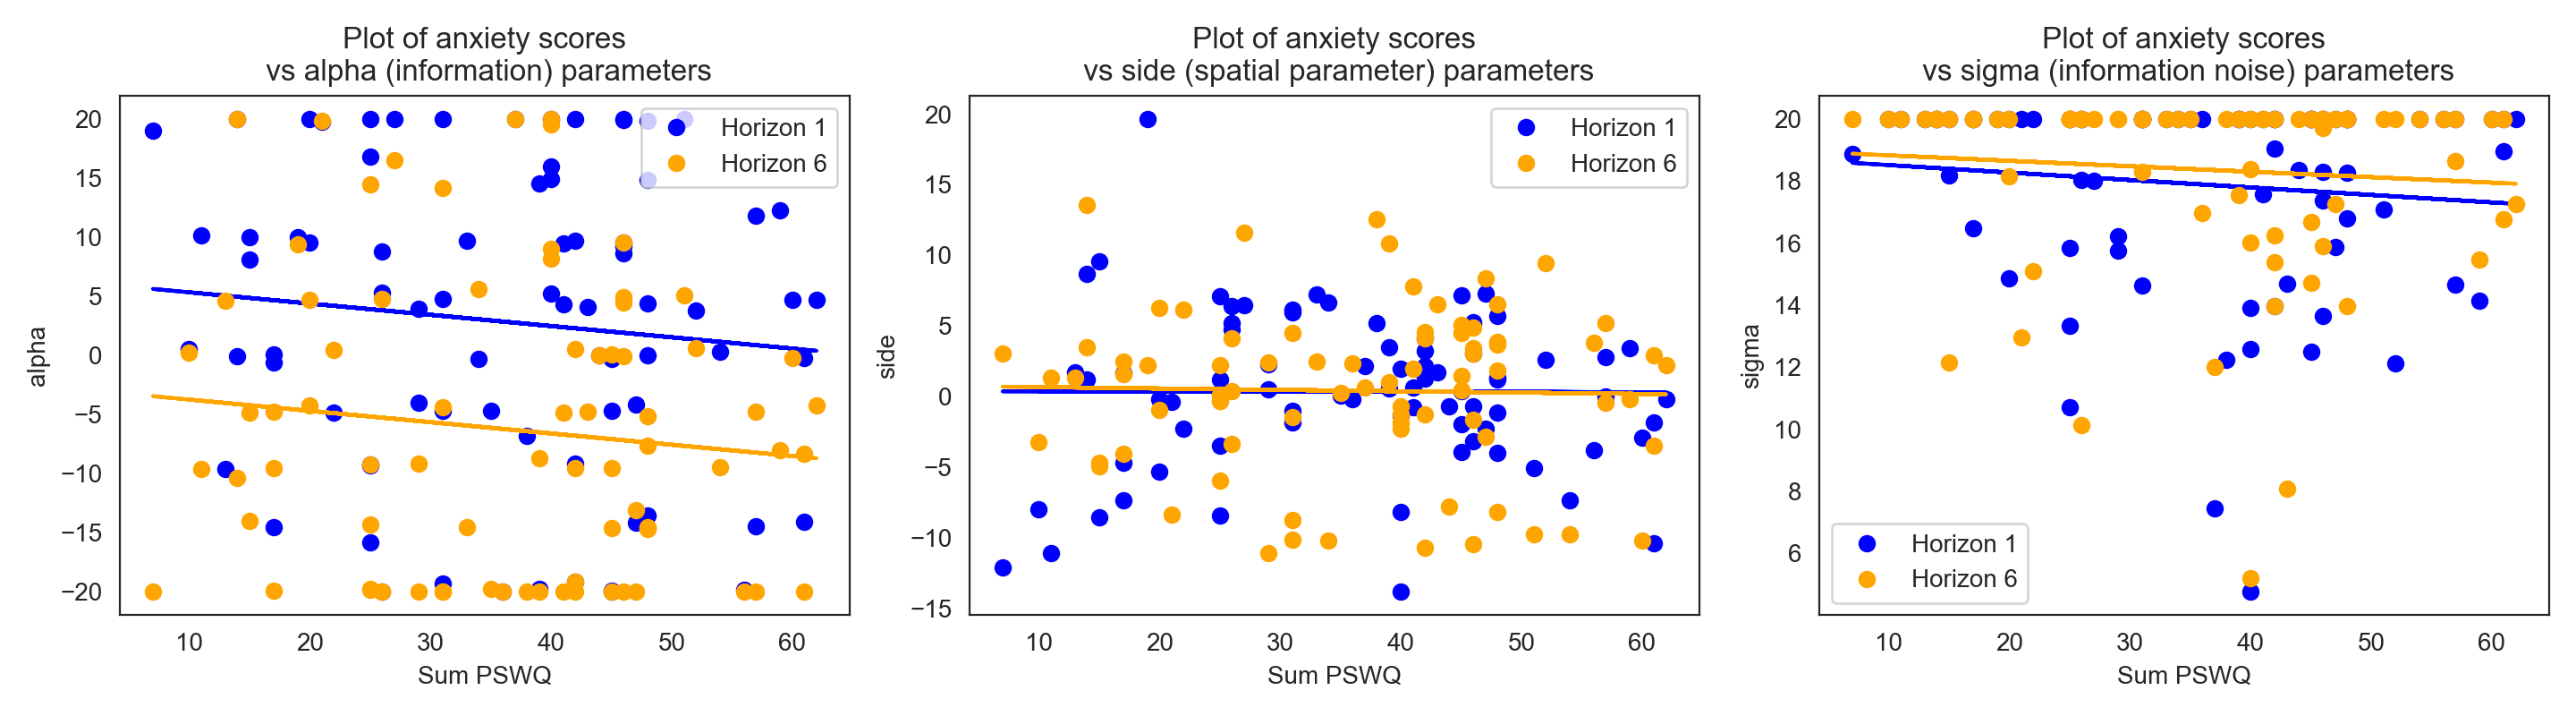 Plot of anxiety scores
vs alpha (information) parameters
20
15
10
5
0
−5
−10
−15
−20
alpha
Horizon 1
Horizon 6
10 20 30 40 50 60
Sum PSWQ
Plot of anxiety scores
vs side (spatial parameter) parameters
20
15
10
5
0
−5
−10
−15
side
Horizon 1
Horizon 6
10 20 30 40 50 60
Sum PSWQ
Plot of anxiety scores
vs sigma (information noise) parameters
20
18
16
14
12
10
8
6
sigma
Horizon 1
Horizon 6
10 20 30 40 50 60
Sum PSWQ